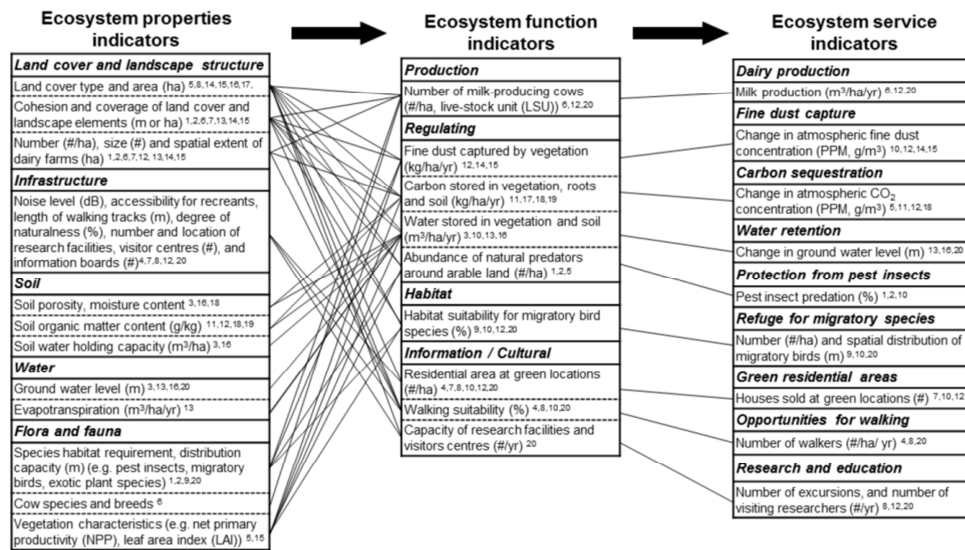 Ecosystem properties
indicators
Land cover and landscape structure
Land cover type and area (ha) 5,8,14,15,16,17,
Cohesion and coverage of land cover and
landscape elements (m or ha) 1,2,6,7,13,14,15
Number (#/ha), size (#) and spatial extent of
dairy farms (ha) 1,2,6,7,12, 13,14,15
Infrastructure
Noise level (dB), accessibility for recreants,
length of walking tracks (m), degree of
naturalness (%), number and location of
research facilities, visitor centres (#), and
information boards (#)4,7,8,12, 20
Soil
Soil porosity, moisture content 3,16,18
Soil organic matter content (g/kg) 11,12,18,19
Soil water holding capacity (m³/ha) 3,16
Water
Ground water level (m) 3,13,16,20
Evapotranspiration (m³/ha/yr) 13
Flora and fauna
Species habitat requirement, distribution
capacity (m) (e.g. pest insects, migratory
birds, exotic plant species) 1,2,9,20
Cow species and breeds 6
Vegetation characteristics (e.g. net primary
productivity (NPP), leaf area index (LAI)) 5,15
Ecosystem function
indicators
Production
Number of milk-producing cows
(#/ha, live-stock unit (LSU)) 6,12,20
Regulating
Fine dust captured by vegetation
(kg/ha/yr) 12,14,15
Carbon stored in vegetation, roots
and soil (kg/ha/yr) 11,17,18,19
Water stored in vegetation and soil
(m³/ha/yr) 3,10,13,16
Abundance of natural predators
around arable land (#/ha) 1,2,5
Habitat
Habitat suitability for migratory bird
species (%) 9,10,12,20
Information / Cultural
Residential area at green locations
(#/ha) 4,7,8,10,12,20
Walking suitability (%) 4,8,10,20
Capacity of research facilities and
visitors centres (#/yr) 20
Ecosystem service
indicators
Dairy production
Milk production (m³/ha/yr) 6,12,20
Fine dust capture
Change in atmospheric fine dust
concentration (PPM, g/m³) 10,12,14,15
Carbon sequestration
Change in atmospheric CO₂
concentration (PPM, g/m³) 5,11,12,18
Water retention
Change in ground water level (m) 13,16,20
Protection from pest insects
Pest insect predation (%) 1,2,10
Refuge for migratory species
Number (#/ha) and spatial distribution of
migratory birds (m) 9,10,20
Green residential areas
Houses sold at green locations (#) 7,10,12
Opportunities for walking
Number of walkers (#/ha/ yr) 4,8,20
Research and education
Number of excursions, and number of
visiting researchers (#/yr) 8,12,20